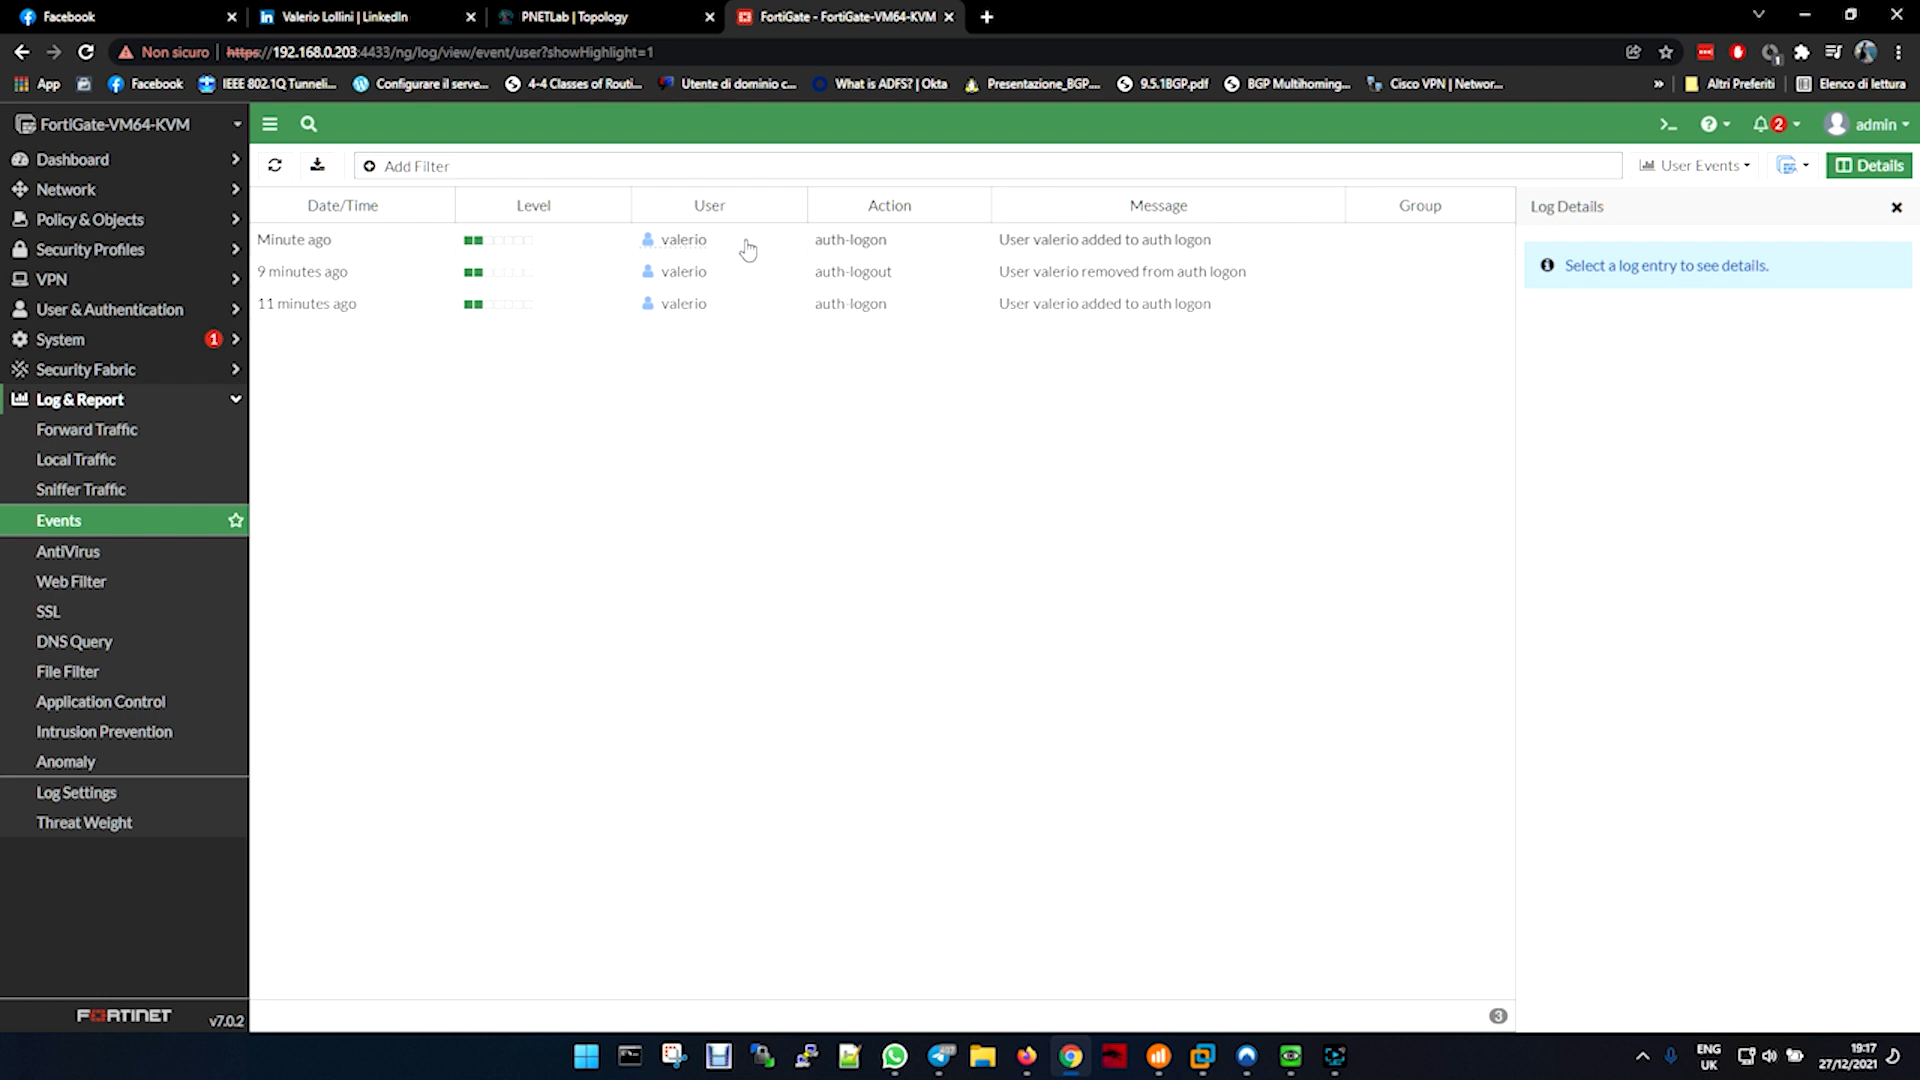 Facebook
Valerio Lollini | LinkedIn
PNETLab | Topology
FortiGate - FortiGate-VM64-KVM
Non sicuro https://192.168.0.203:4433/ng/log/view/event/user?showHighlight=1
App
Facebook
IEEE 802.1Q Tunneli...
Configurare il serve...
4-4 Classes of Routi...
Utente di dominio c...
What is ADFS? | Okta
Presentazione_BGP....
9.5.1BGP.pdf
BGP Multihoming...
Cisco VPN | Networ...
»
Altri Preferiti
Elenco di lettura
FortiGate-VM64-KVM
2
admin
Dashboard
Network
Policy & Objects
Security Profiles
VPN
User & Authentication
System 1
Security Fabric
Log & Report
Forward Traffic
Local Traffic
Sniffer Traffic
Events
AntiVirus
Web Filter
SSL
DNS Query
File Filter
Application Control
Intrusion Prevention
Anomaly
Log Settings
Threat Weight
FORTINET v7.0.2
Add Filter
User Events
Details
Date/Time Level User Action Message Group
Minute ago valerio auth-logon User valerio added to auth logon
9 minutes ago valerio auth-logout User valerio removed from auth logon
11 minutes ago valerio auth-logon User valerio added to auth logon
3
Log Details
Select a log entry to see details.
ENG
UK
19:17
27/12/2021